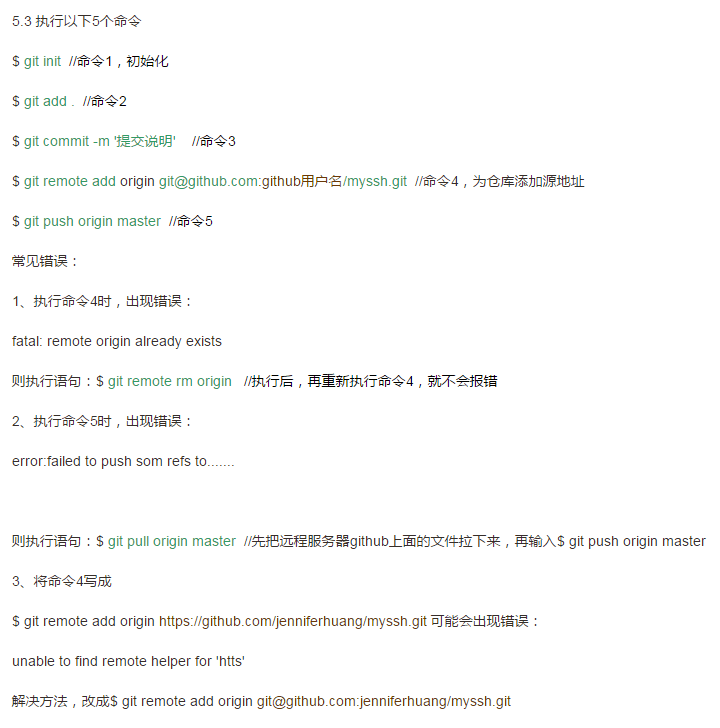 5.3 执行以下5个命令
$ git init  //命令1，初始化
$ git add .  //命令2
$ git commit -m '提交说明'    //命令3
$ git remote add origin git@github.com:github用户名/myssh.git  //命令4，为仓库添加源地址
$ git push origin master  //命令5
常见错误：
1、执行命令4时，出现错误：
fatal: remote origin already exists
则执行语句：$ git remote rm origin   //执行后，再重新执行命令4，就不会报错
2、执行命令5时，出现错误：
error:failed to push som refs to.......
则执行语句：$ git pull origin master  //先把远程服务器github上面的文件拉下来，再输入$ git push origin master
3、将命令4写成
$ git remote add origin https://github.com/jenniferhuang/myssh.git 可能会出现错误：
unable to find remote helper for 'htts'
解决方法，改成$ git remote add origin git@github.com:jenniferhuang/myssh.git